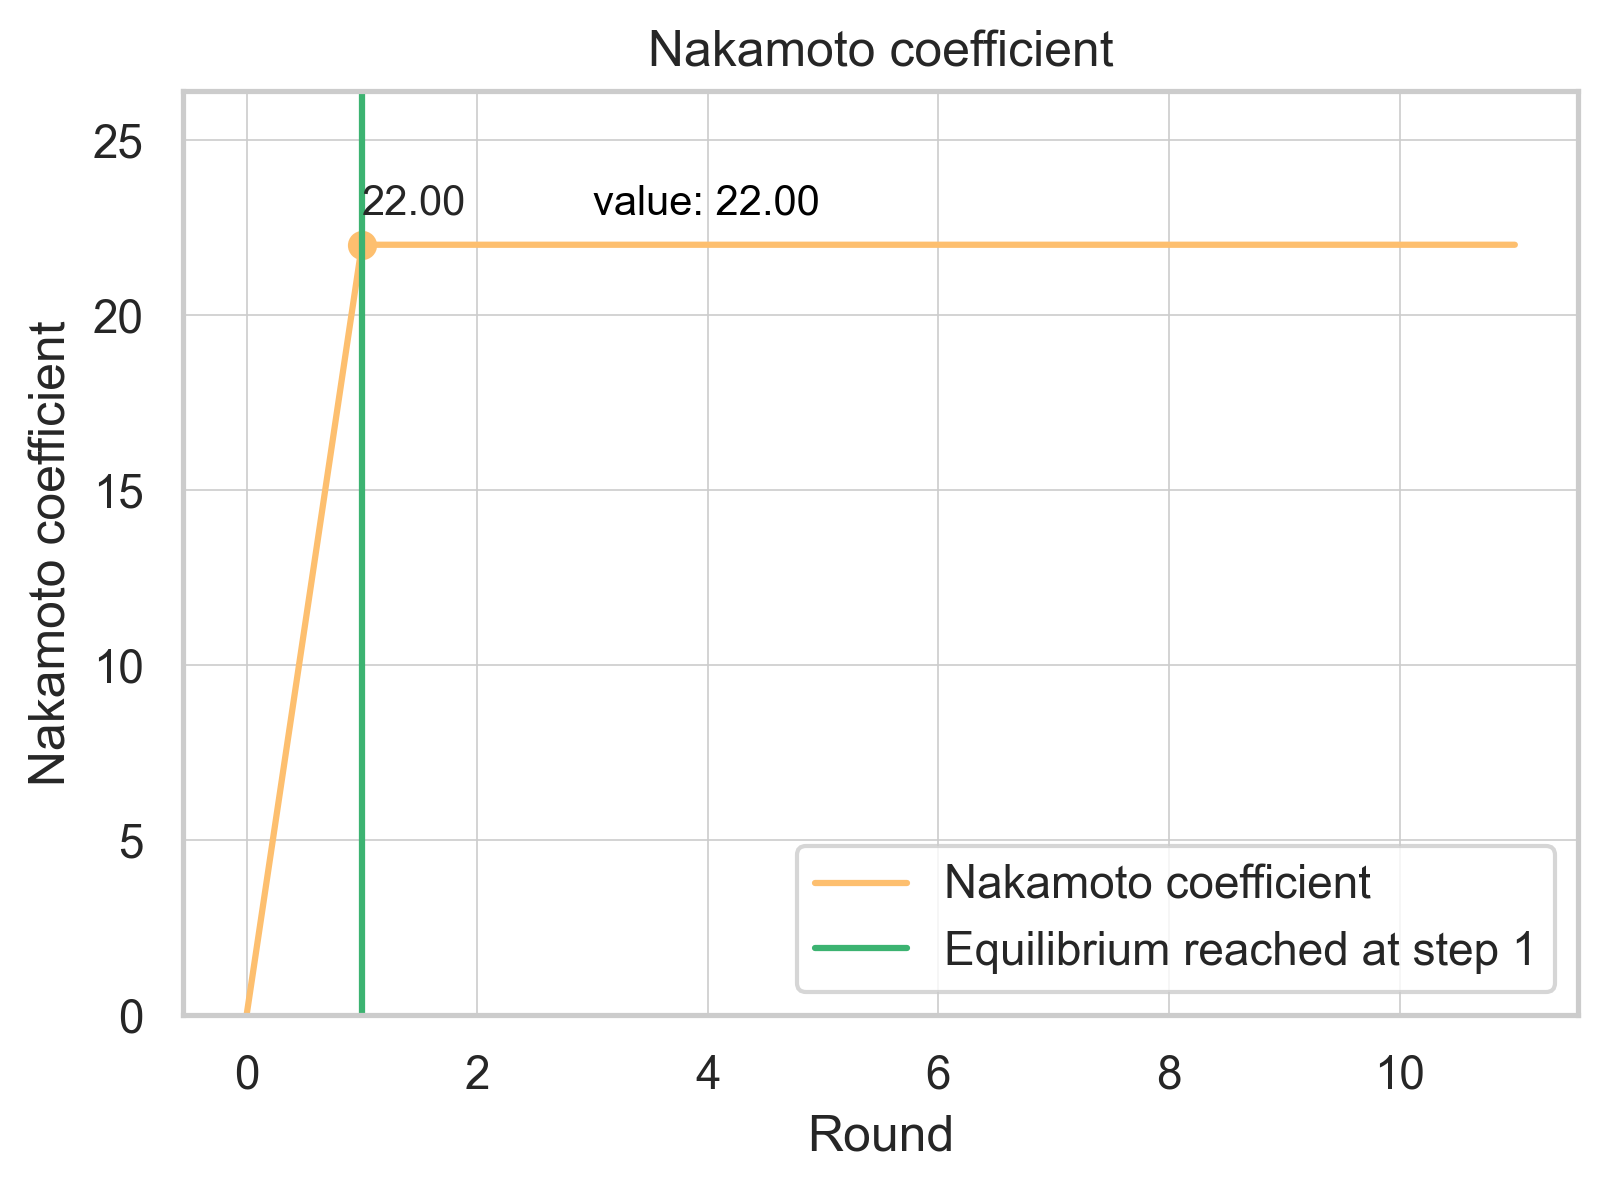 Nakamoto coefficient
25
22.00 value: 22.00
20
15
10
5
0
Nakamoto coefficient
Nakamoto coefficient
Equilibrium reached at step 1
0 2 4 6 8 10
Round